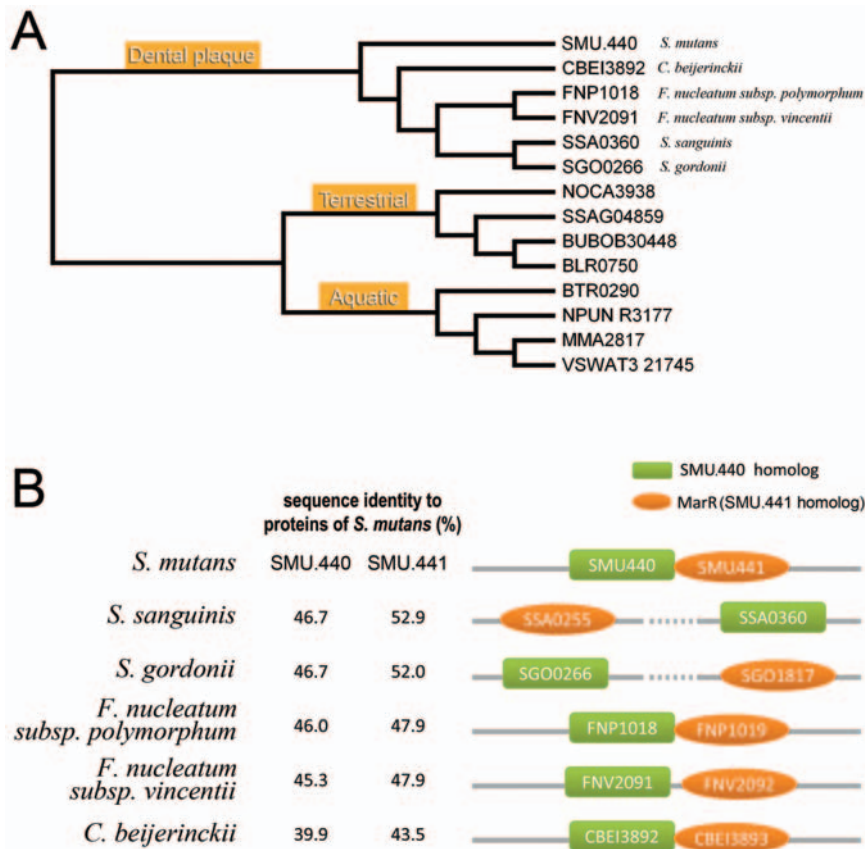 A
Dental plaque
SMU.440 S. mutans
CBEI3892 C. beijerinckii
FNP1018 F. nucleatum subsp. polymorphum
FNV2091 F. nucleatum subsp. vincentii
SSA0360 S. sanguinis
SGO0266 S. gordonii
Terrestrial
NOCA3938
SSAG04859
BUBOB30448
BLR0750
Aquatic
BTR0290
NPUN R3177
MMA2817
VSWAT3 21745
B
SMU.440 homolog
MarR(SMU.441 homolog)
sequence identity to
proteins of S. mutans (%)
S. mutans SMU.440 SMU.441 SMU440 SMU441
S. sanguinis 46.7 52.9 SSA0255 SSA0360
S. gordonii 46.7 52.0 SGO0266 SGO1817
F. nucleatum
subsp. polymorphum 46.0 47.9 FNP1018 FNP1019
F. nucleatum
subsp. vincentii 45.3 47.9 FNV2091 FNV2092
C. beijerinckii 39.9 43.5 CBEI3892 CBEI3893